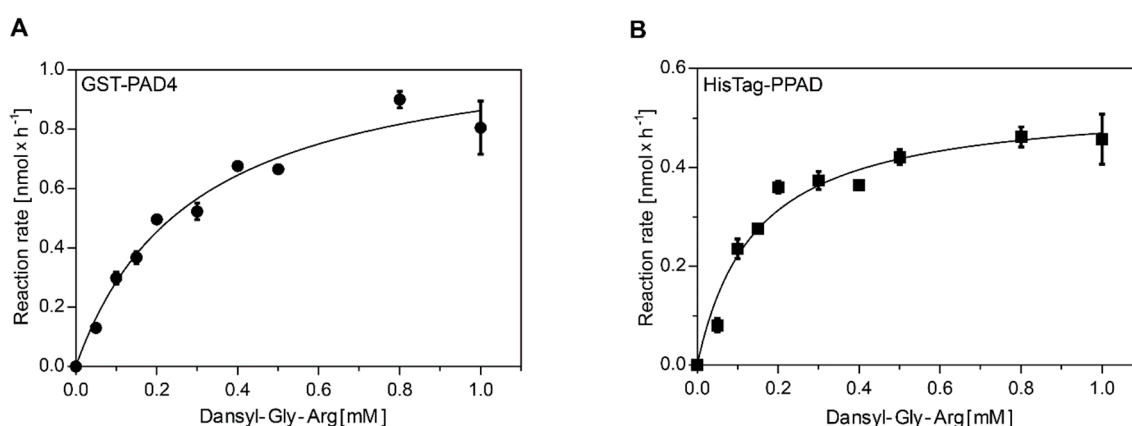 A
GST-PAD4
Reaction rate [nmol x h⁻¹]
1.0
0.8
0.6
0.4
0.2
0.0
0.0 0.2 0.4 0.6 0.8 1.0
Dansyl-Gly-Arg[mM]
B
HisTag-PPAD
Reaction rate [nmol x h⁻¹]
0.6
0.4
0.2
0.0
0.0 0.2 0.4 0.6 0.8 1.0
Dansyl-Gly-Arg[mM]